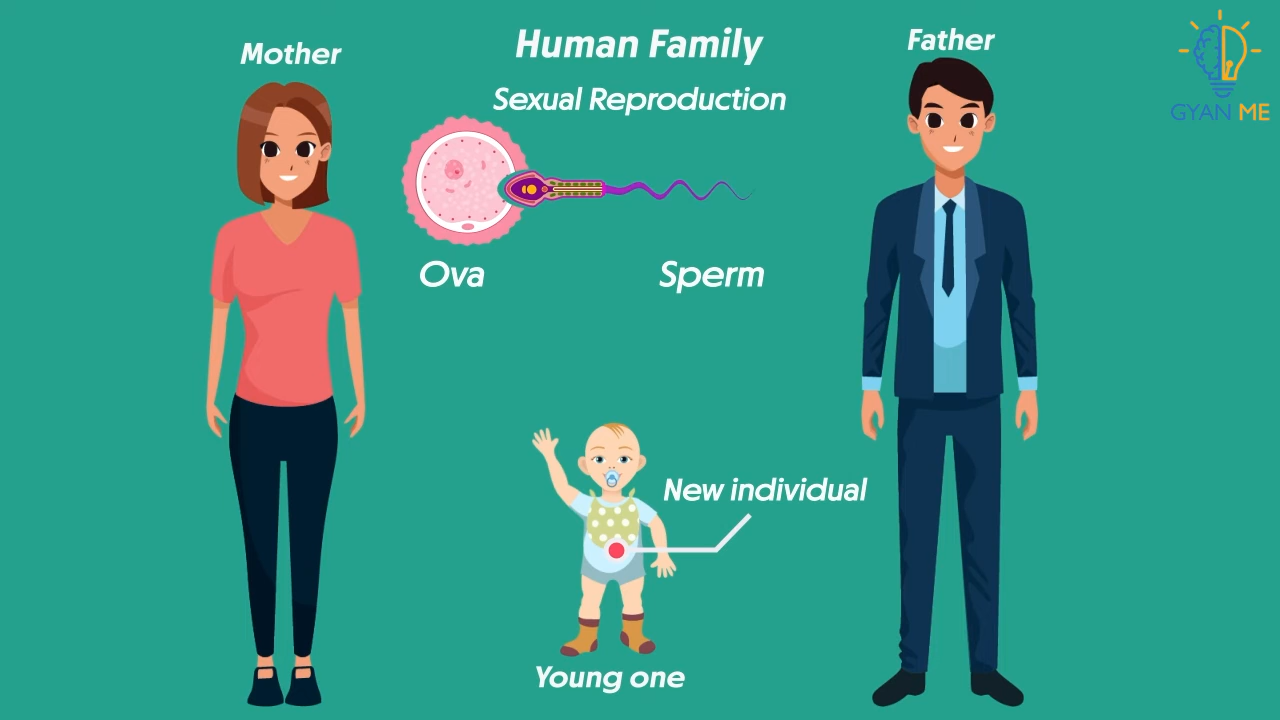 Human Family
Sexual Reproduction
Mother
Father
GYAN ME
Ova
Sperm
New individual
Young one